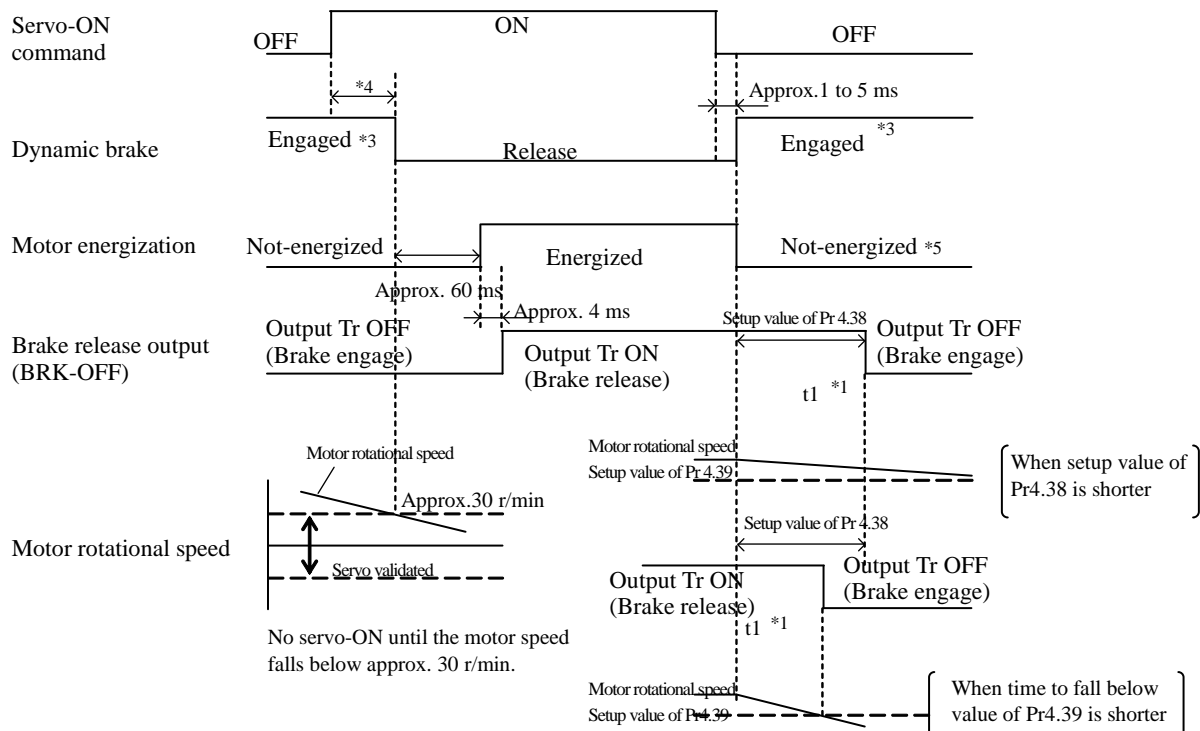 Servo-ON
command
OFF
ON
OFF
*4
Approx.1 to 5 ms
Dynamic brake
Engaged *3
Release
Engaged *3
Motor energization
Not-energized
Energized
Not-energized *5
Approx. 60 ms
Approx. 4 ms
Brake release output
(BRK-OFF)
Output Tr OFF
(Brake engage)
Output Tr ON
(Brake release)
Setup value of Pr 4.38
Output Tr OFF
(Brake engage)
t1 *1
Motor rotational speed
Motor rotational speed
Approx.30 r/min
Servo validated
No servo-ON until the motor speed
falls below approx. 30 r/min.
Motor rotational speed
Setup value of Pr 4.39
When setup value of
Pr4.38 is shorter
Setup value of Pr 4.38
Output Tr ON
(Brake release)
Output Tr OFF
(Brake engage)
t1 *1
Motor rotational speed
Setup value of Pr4.39
When time to fall below
value of Pr4.39 is shorter